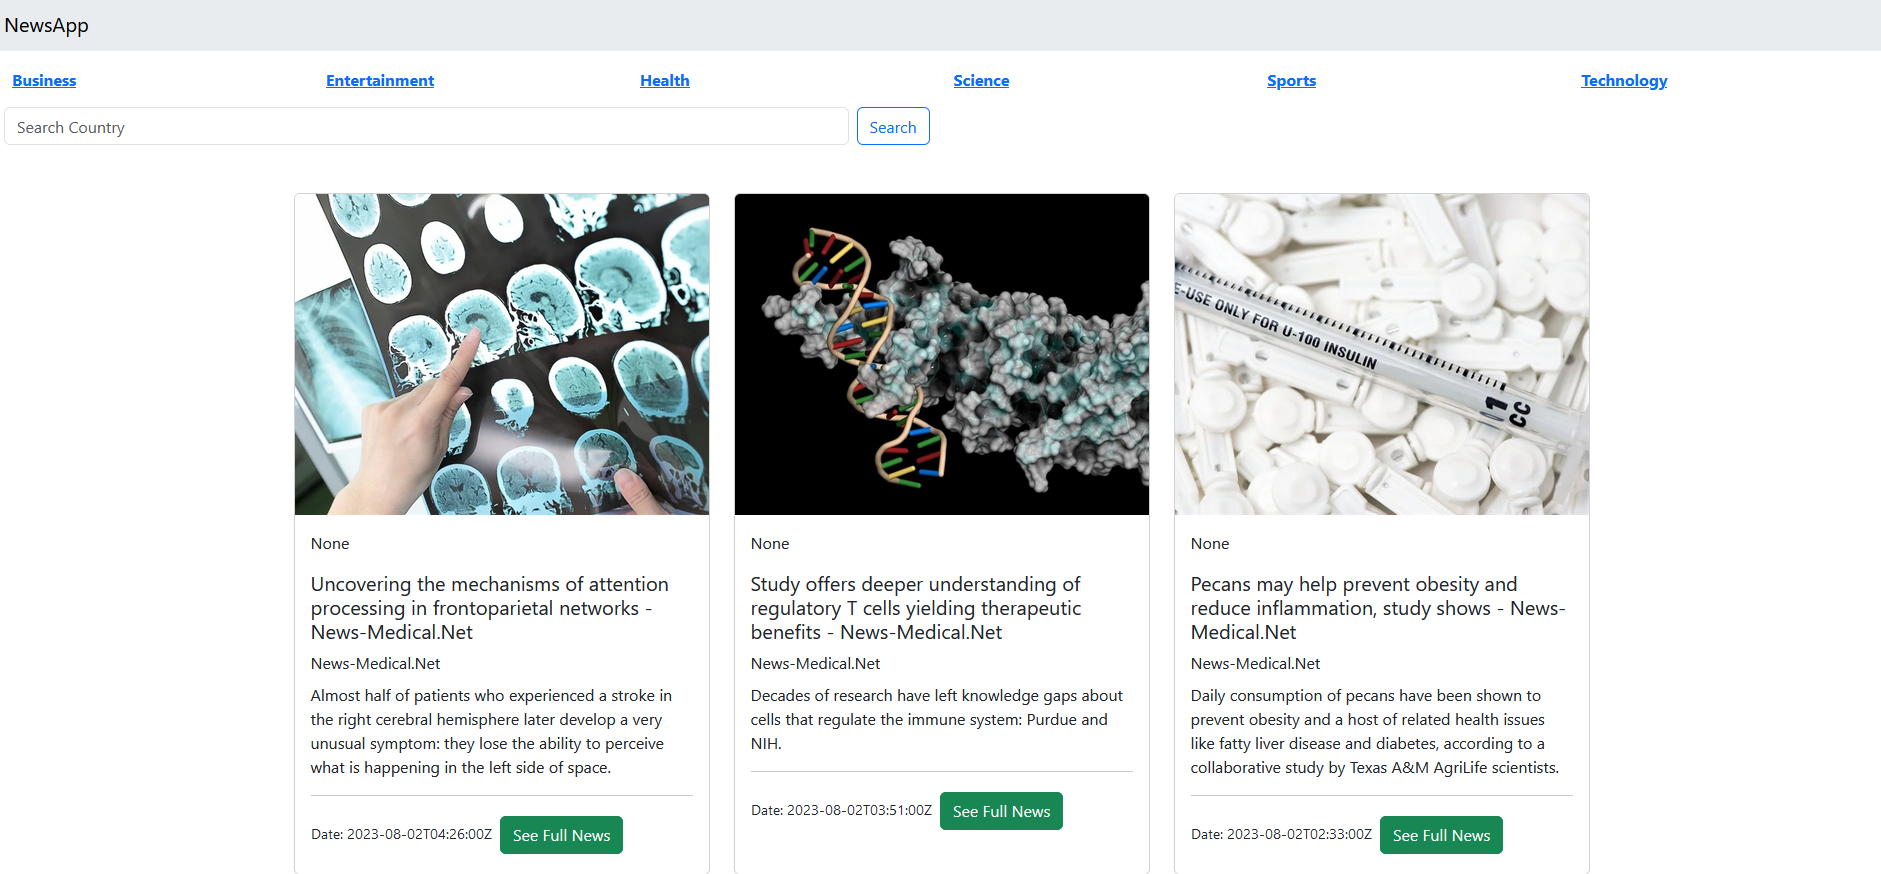 NewsApp
Business Entertainment Health Science Sports Technology
Search Country Search
E-USE ONLY FOR U-100 INSULIN
1 CC
None
Uncovering the mechanisms of attention
processing in frontoparietal networks -
News-Medical.Net
News-Medical.Net
Almost half of patients who experienced a stroke in
the right cerebral hemisphere later develop a very
unusual symptom: they lose the ability to perceive
what is happening in the left side of space.
Date: 2023-08-02T04:26:00Z See Full News
None
Study offers deeper understanding of
regulatory T cells yielding therapeutic
benefits - News-Medical.Net
News-Medical.Net
Decades of research have left knowledge gaps about
cells that regulate the immune system: Purdue and
NIH.
Date: 2023-08-02T03:51:00Z See Full News
None
Pecans may help prevent obesity and
reduce inflammation, study shows - News-
Medical.Net
News-Medical.Net
Daily consumption of pecans have been shown to
prevent obesity and a host of related health issues
like fatty liver disease and diabetes, according to a
collaborative study by Texas A&M AgriLife scientists.
Date: 2023-08-02T02:33:00Z See Full News